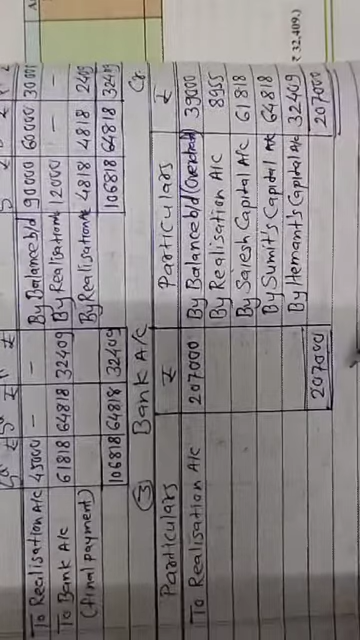 ₹ 32,409.)
To Realisation A/c 45000 - - By Balance b/d 90000 60000 30000
To Bank A/c 61818 64818 32409 By Realisation A/c 12000 - -
(final payment) By Realisation A/c 4818 4818 2409
106818 64818 32409 106818 64818 32409
(3) Bank A/c Cr.
Particulars ₹ Particulars ₹
To Realisation A/c 207000 By Balance b/d (Overdraft) 39000
By Realisation A/c 8955
By Saiesh Capital A/c 61818
By Sumit's Capital A/c 64818
By Hemant's Capital A/c 32409
207000 207000